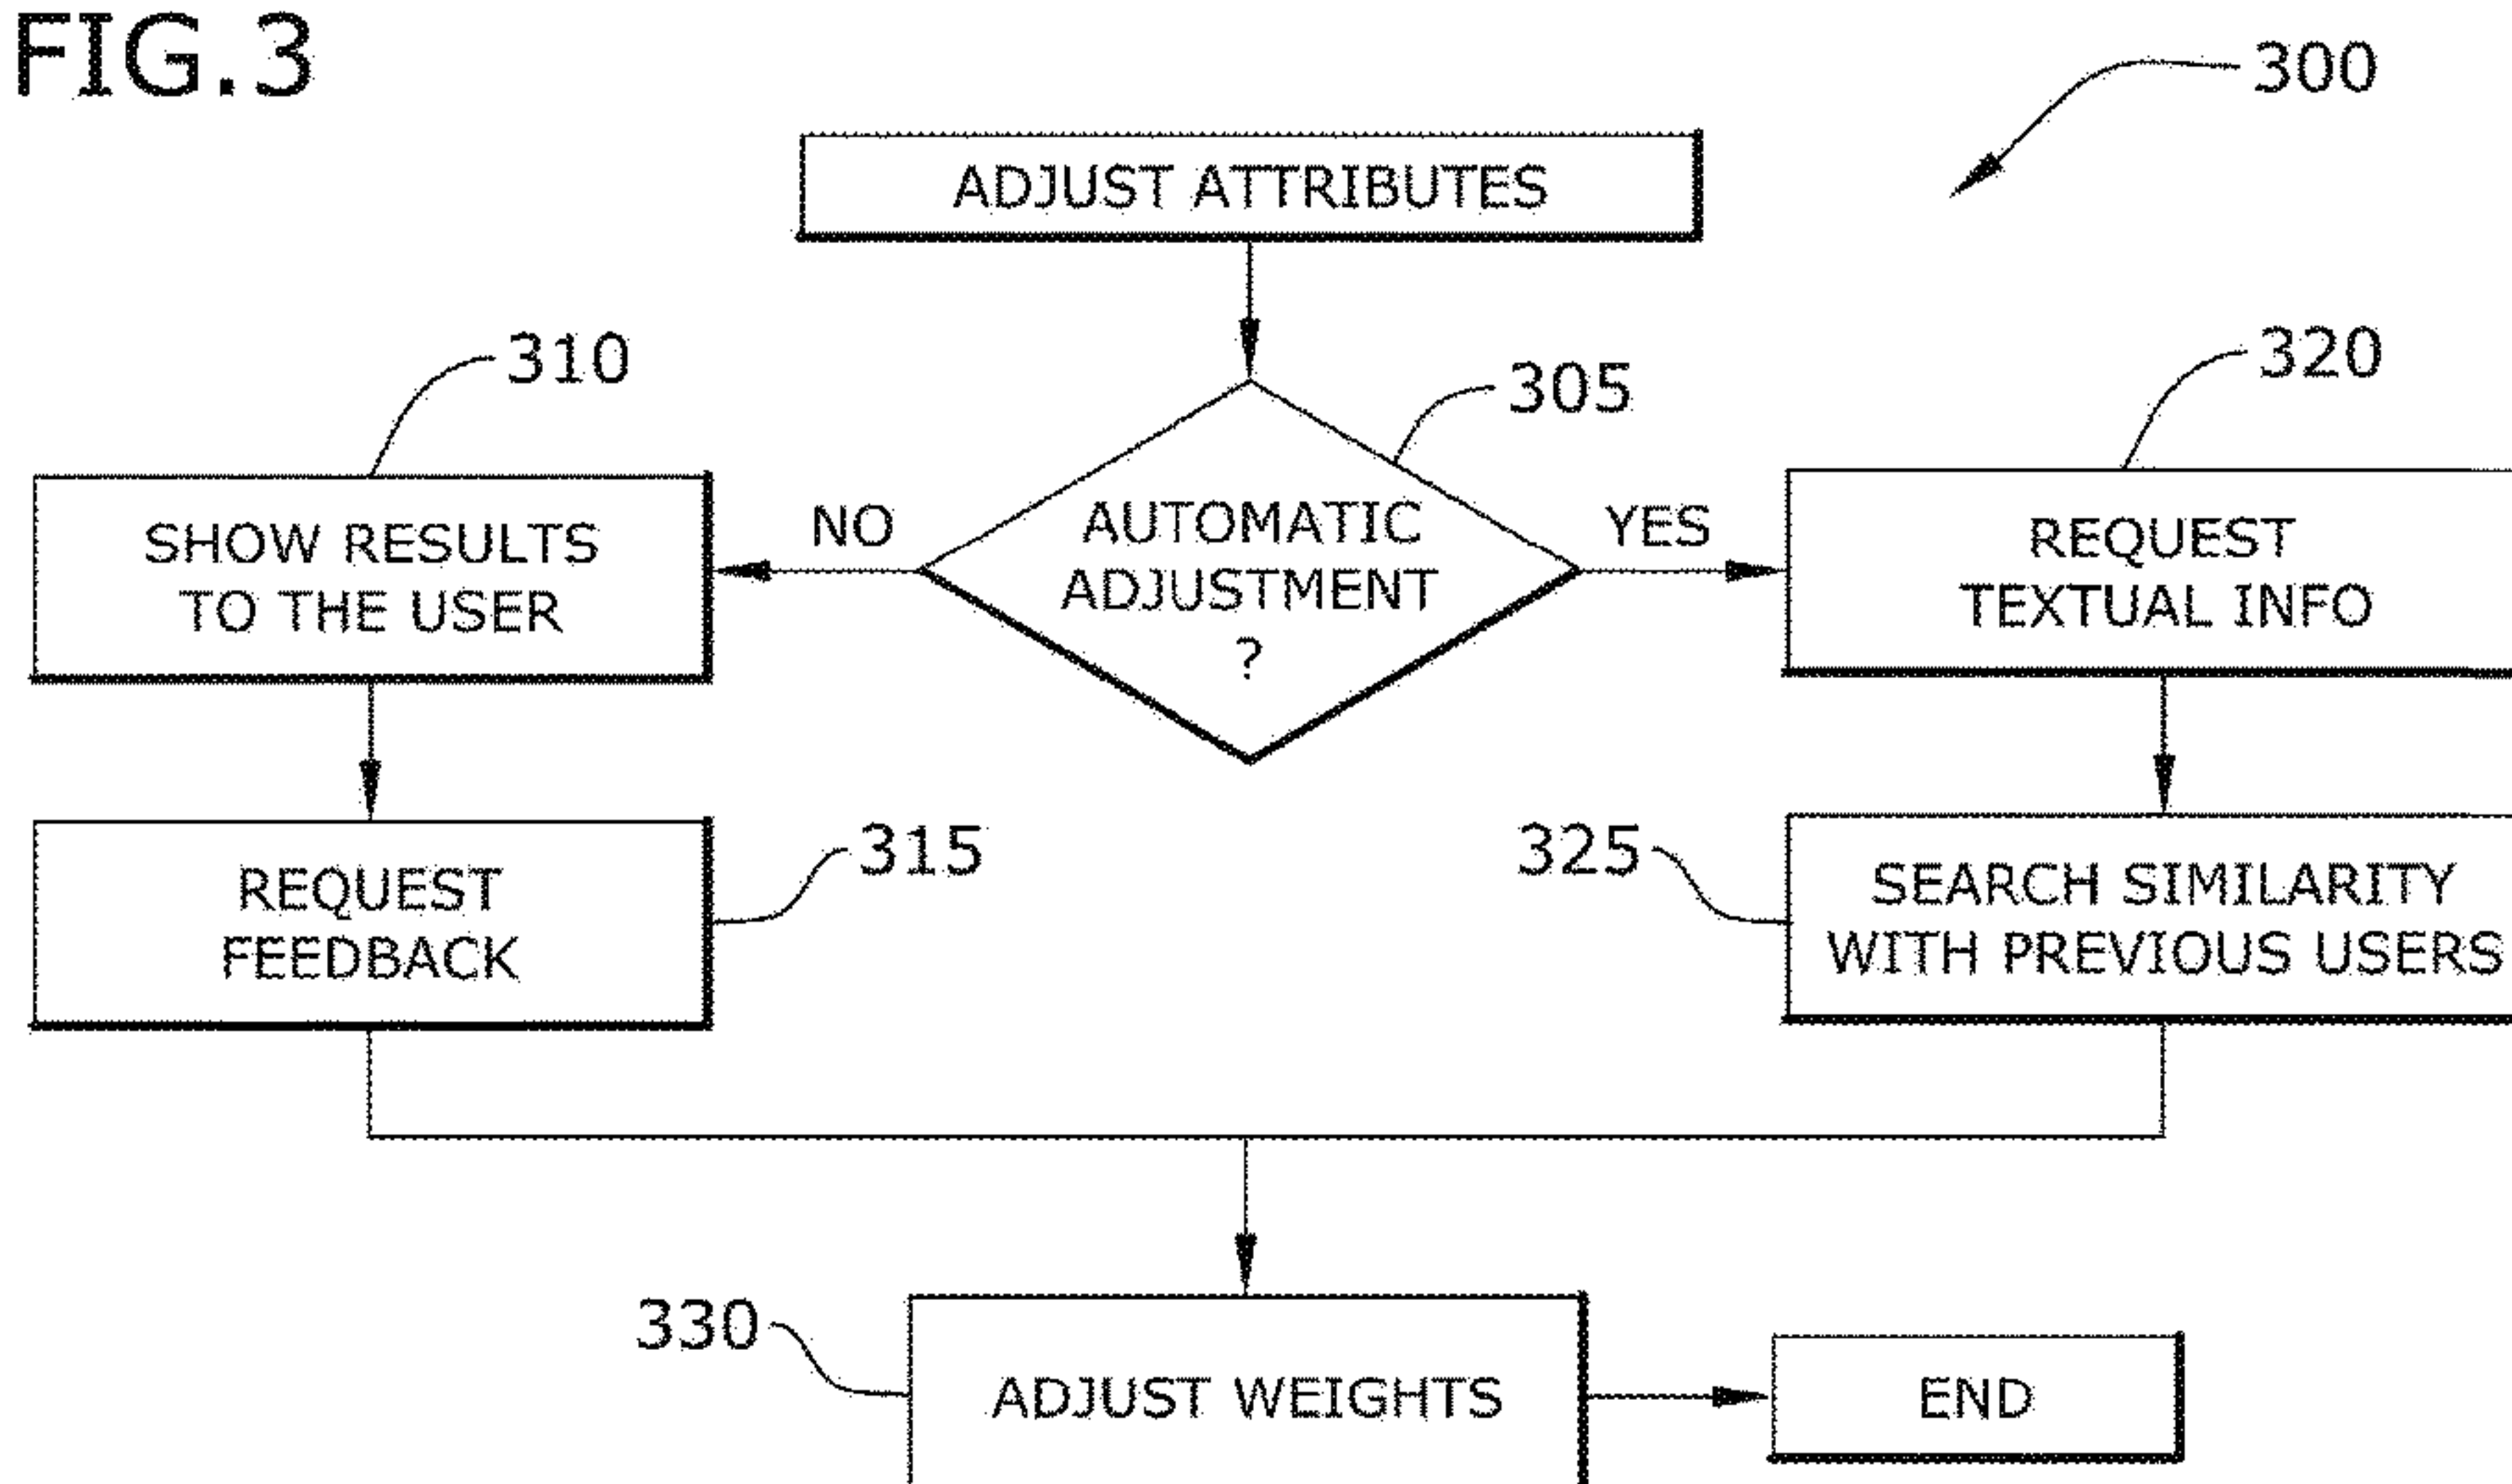 FIG.3
300
ADJUST ATTRIBUTES
310
305
320
SHOW RESULTS
TO THE USER
NO
AUTOMATIC
ADJUSTMENT
?
YES
REQUEST
TEXTUAL INFO
REQUEST
FEEDBACK
315
325
SEARCH SIMILARITY
WITH PREVIOUS USERS
330
ADJUST WEIGHTS
END